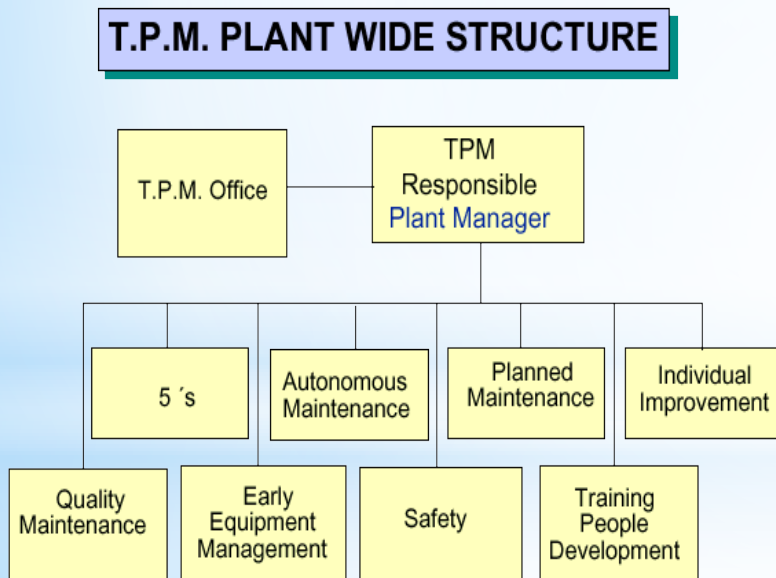 T.P.M. PLANT WIDE STRUCTURE
T.P.M. Office
TPM
Responsible
Plant Manager
5 ´s
Autonomous
Maintenance
Planned
Maintenance
Individual
Improvement
Quality
Maintenance
Early
Equipment
Management
Safety
Training
People
Development